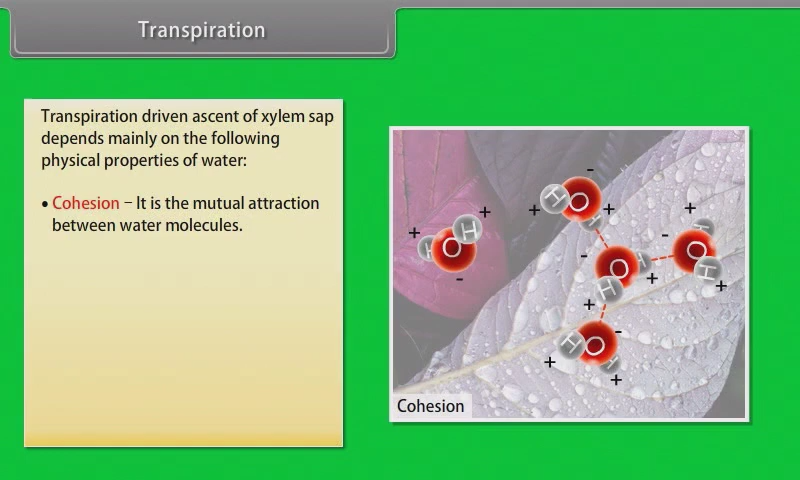 Transpiration
Transpiration driven ascent of xylem sap
depends mainly on the following
physical properties of water:
• Cohesion – It is the mutual attraction
between water molecules.
- 
H O + H +
+ H O H +
-
- O H + - O H H + +
H +
H O - H + +
Cohesion